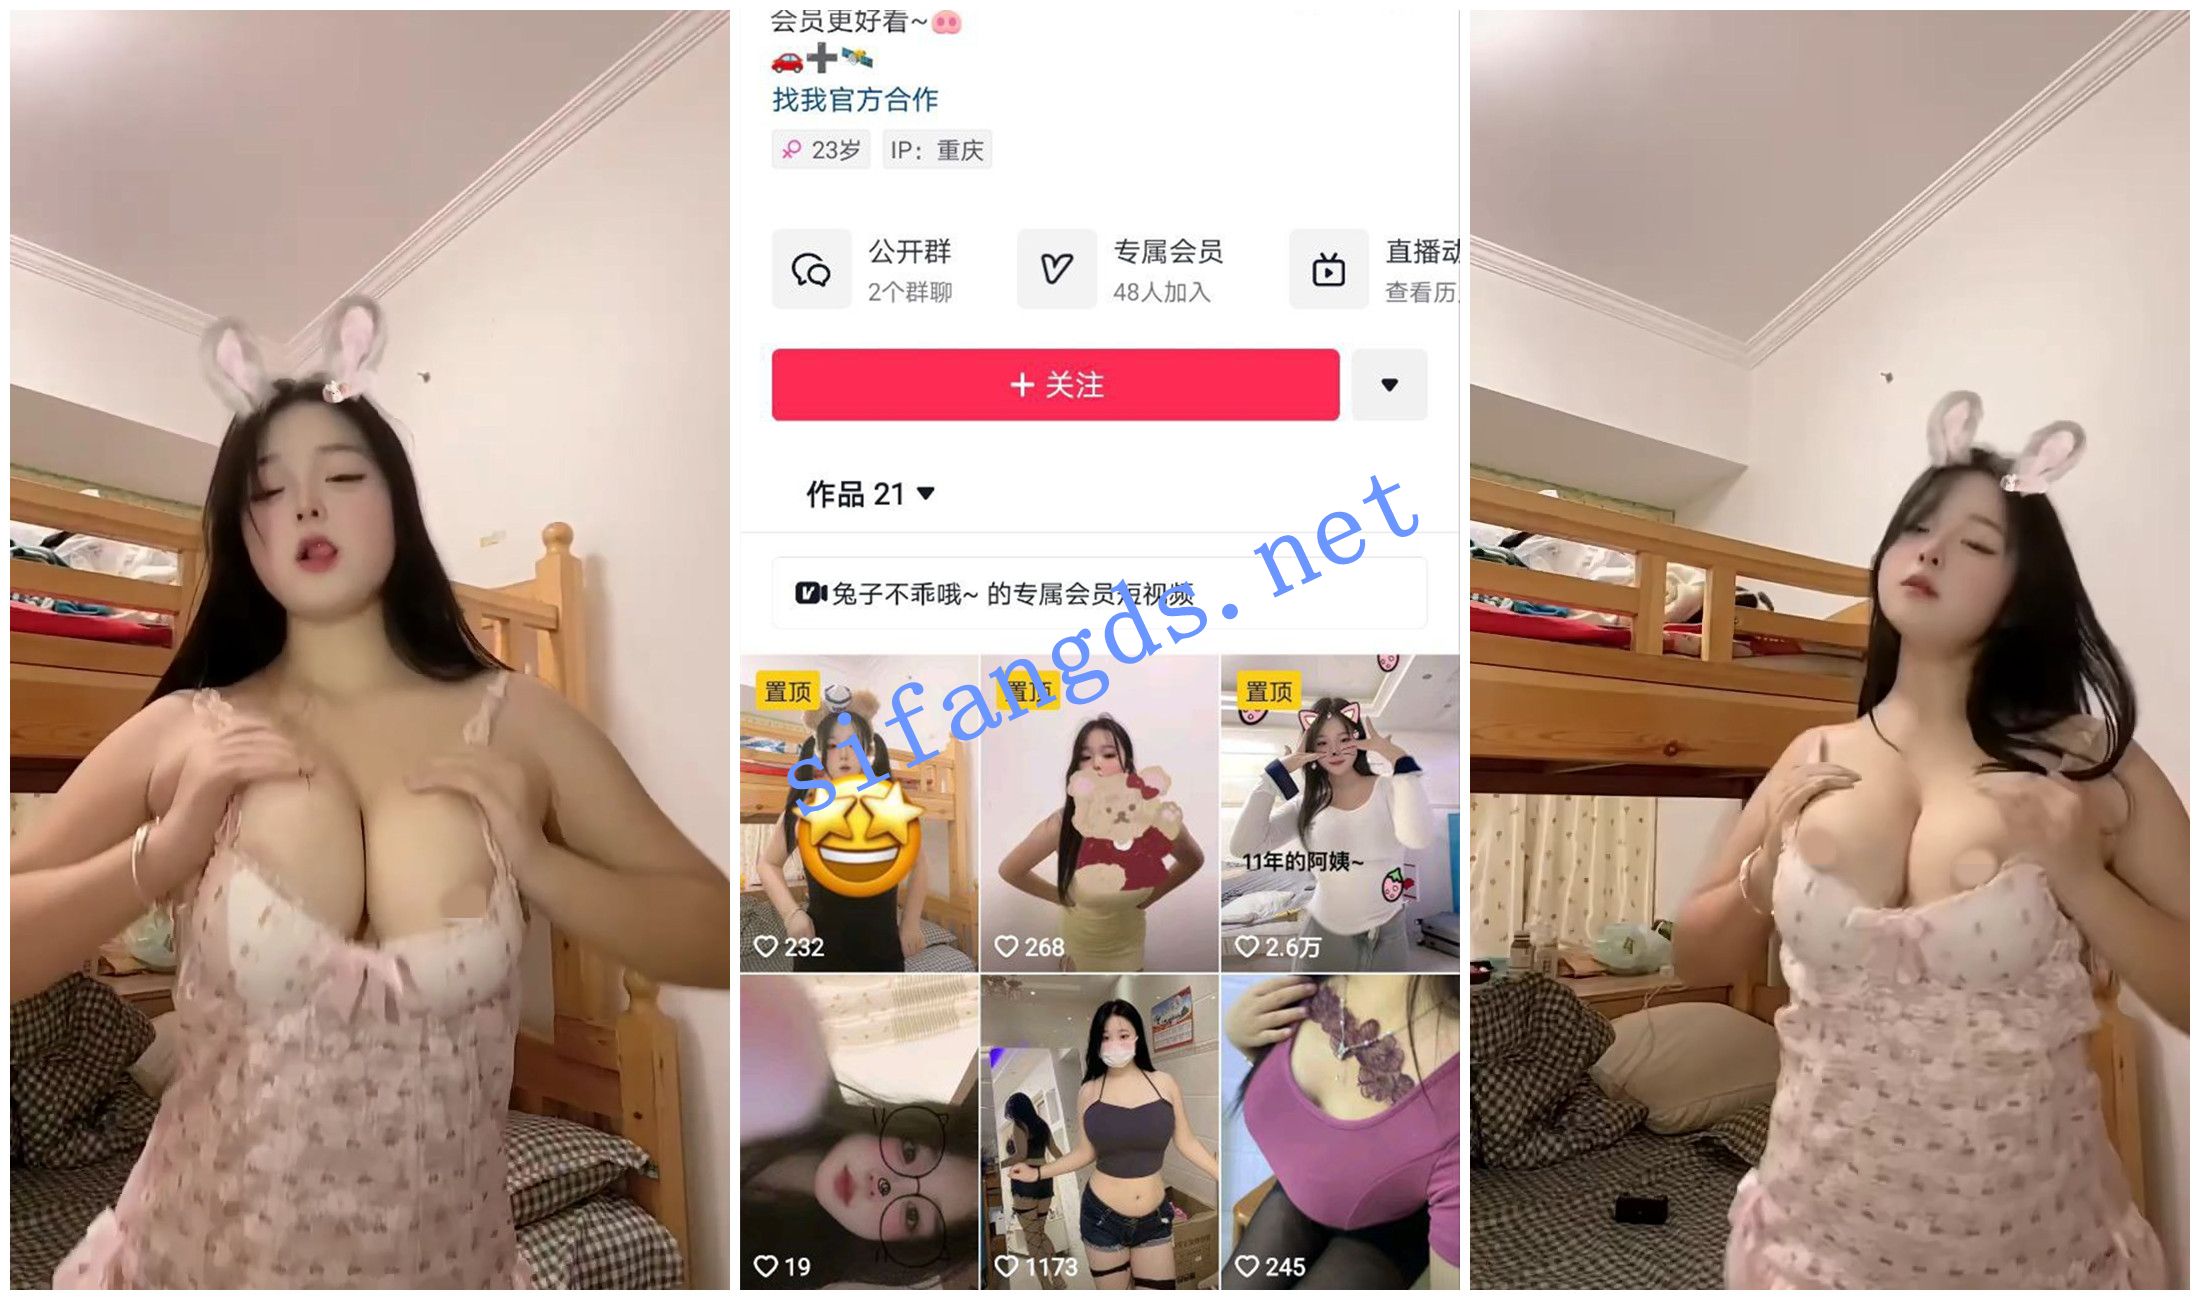 会员更好看~
找我官方合作
23岁 IP：重庆
公开群
2个群聊
专属会员
48人加入
直播动
查看历
+ 关注
作品 21
兔子不乖哦~ 的专属会员短视频
sifangds.net
置顶
置顶
置顶
11年的阿姨~
232
268
2.6万
19
1173
245